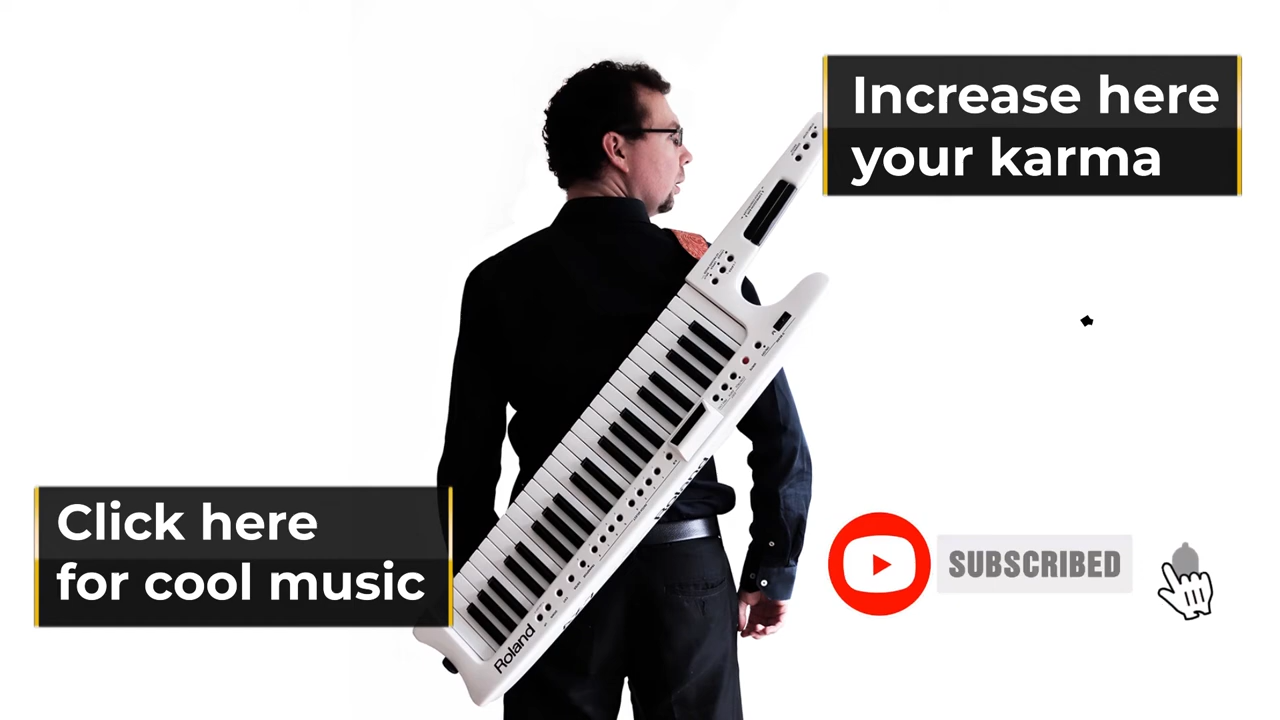 Increase here
your karma
Click here
for cool music
SUBSCRIBED
Roland